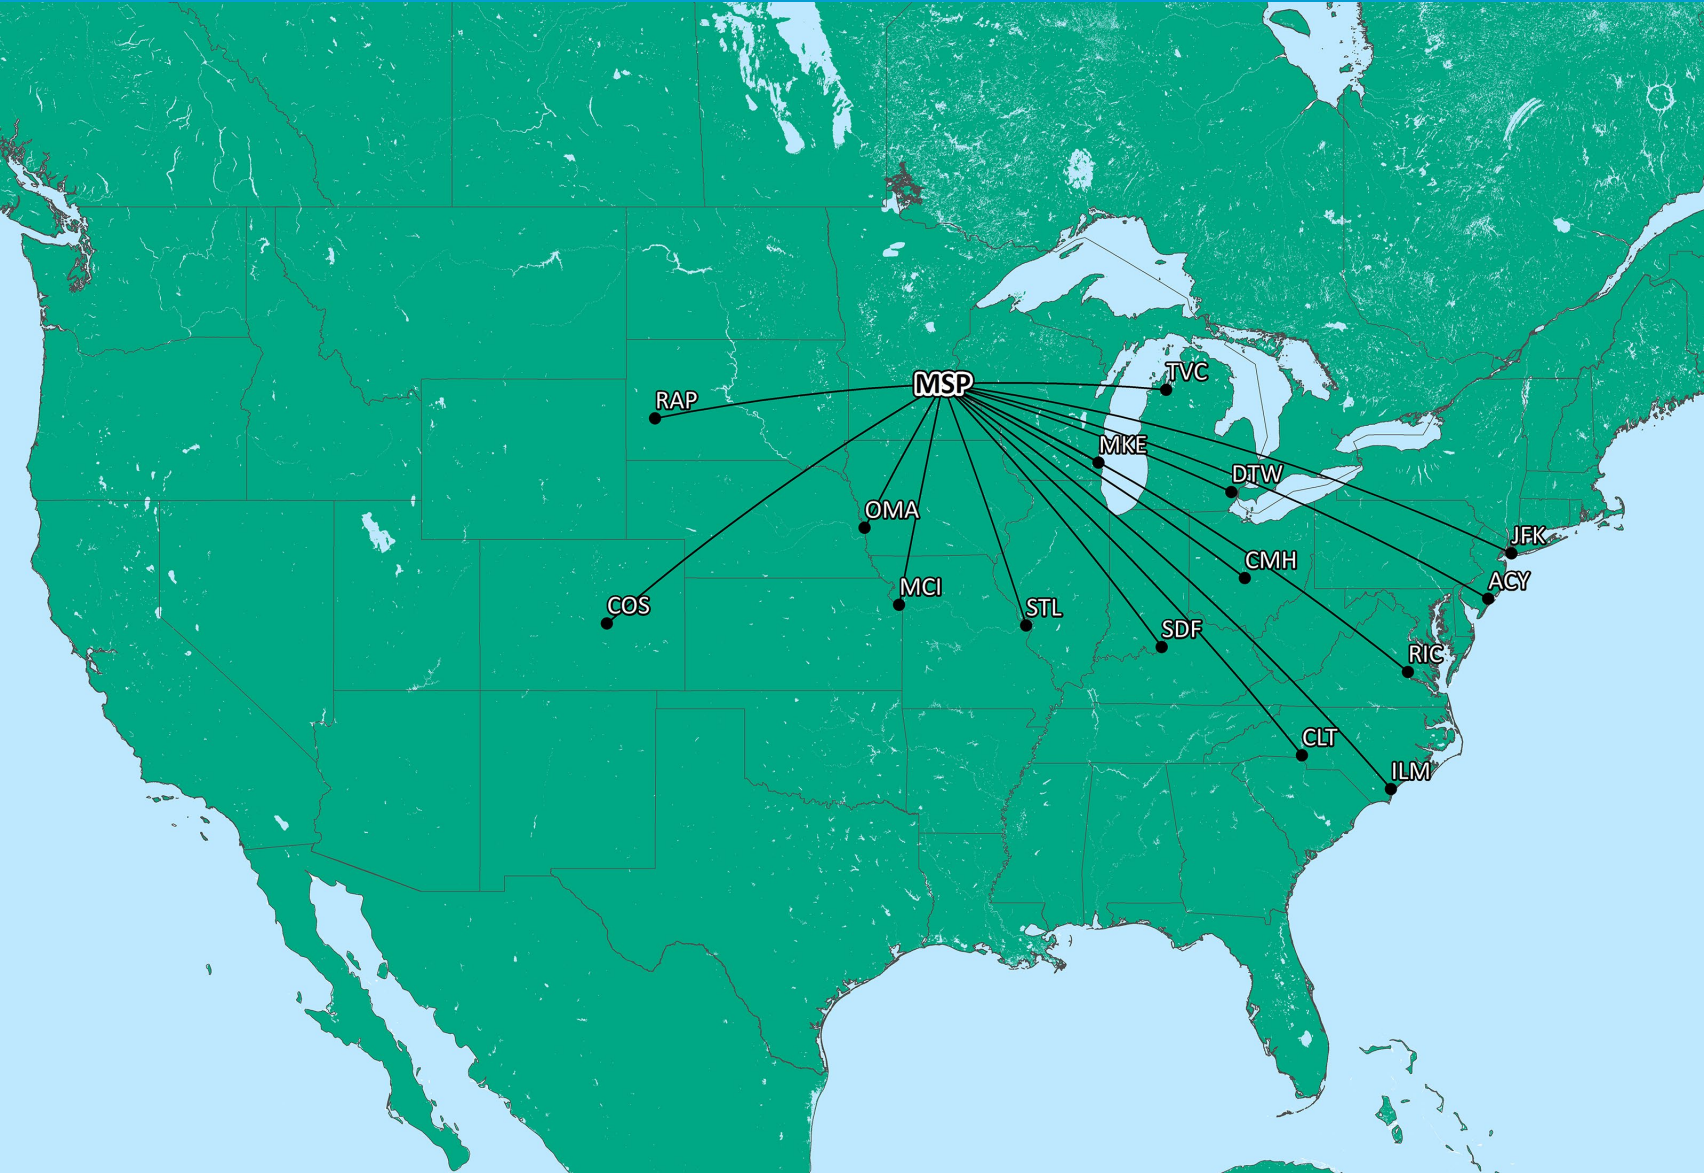 TVC
MSP
RAP
MKE
DTW
OMA
JFK
CMH
ACY
MCI
COS
STL
SDF
RIC
CLT
ILM